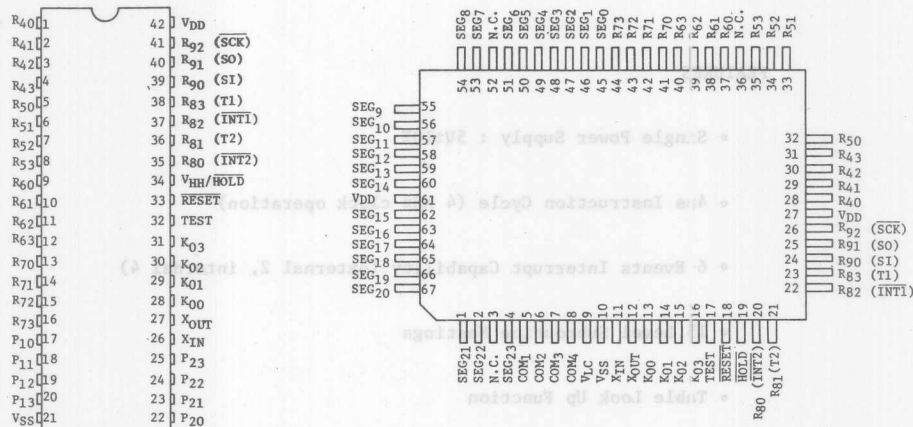 R40 1 42 VDD
R41 2 41 R92 (SCK)
R42 3 40 R91 (SO)
R43 4 39 R90 (SI)
R50 5 38 R83 (T1)
R51 6 37 R82 (INT1)
R52 7 36 R81 (T2)
R53 8 35 R80 (INT2)
R60 9 34 VHH/HOLD
R61 10 33 RESET
R62 11 32 TEST
R63 12 31 K03
R70 13 30 K02
R71 14 29 K01
R72 15 28 K00
R73 16 27 XOUT
P10 17 26 XIN
P11 18 25 P23
P12 19 24 P22
P13 20 23 P21
VSS 21 22 P20
SEG8 SEG7 N.C. SEG6 SEG5 SEG4 SEG3 SEG2 SEG1 SEG0 R73 R72 R71 R70 R63 R62 R61 R60 N.C. R53 R52 R51
54 53 52 51 50 49 48 47 46 45 44 43 42 41 40 39 38 37 36 35 34 33
SEG9 55
SEG10 56
SEG11 57
SEG12 58
SEG13 59
SEG14 60
VDD 61
SEG15 62
SEG16 63
SEG17 64
SEG18 65
SEG19 66
SEG20 67
32 R50
31 R43
30 R42
29 R41
28 R40
27 VDD
26 R92 (SCK)
25 R91 (SO)
24 R90 (SI)
23 R83 (T1)
22 R82 (INT1)
1 2 3 4 5 6 7 8 9 10 11 12 13 14 15 16 17 18 19 20 21
SEG21 SEG22 N.C. SEG23 COM1 COM2 COM3 COM4 VLC VSS XIN XOUT K00 K01 K02 K03 TEST RESET HOLD R80 (INT2) R81 (T2)
• Single Power Supply : 5V
• 4μs Instruction Cycle (4 clock operation)
• 6 Events Interrupt External 2, internal 4)
• Table Look Up Function